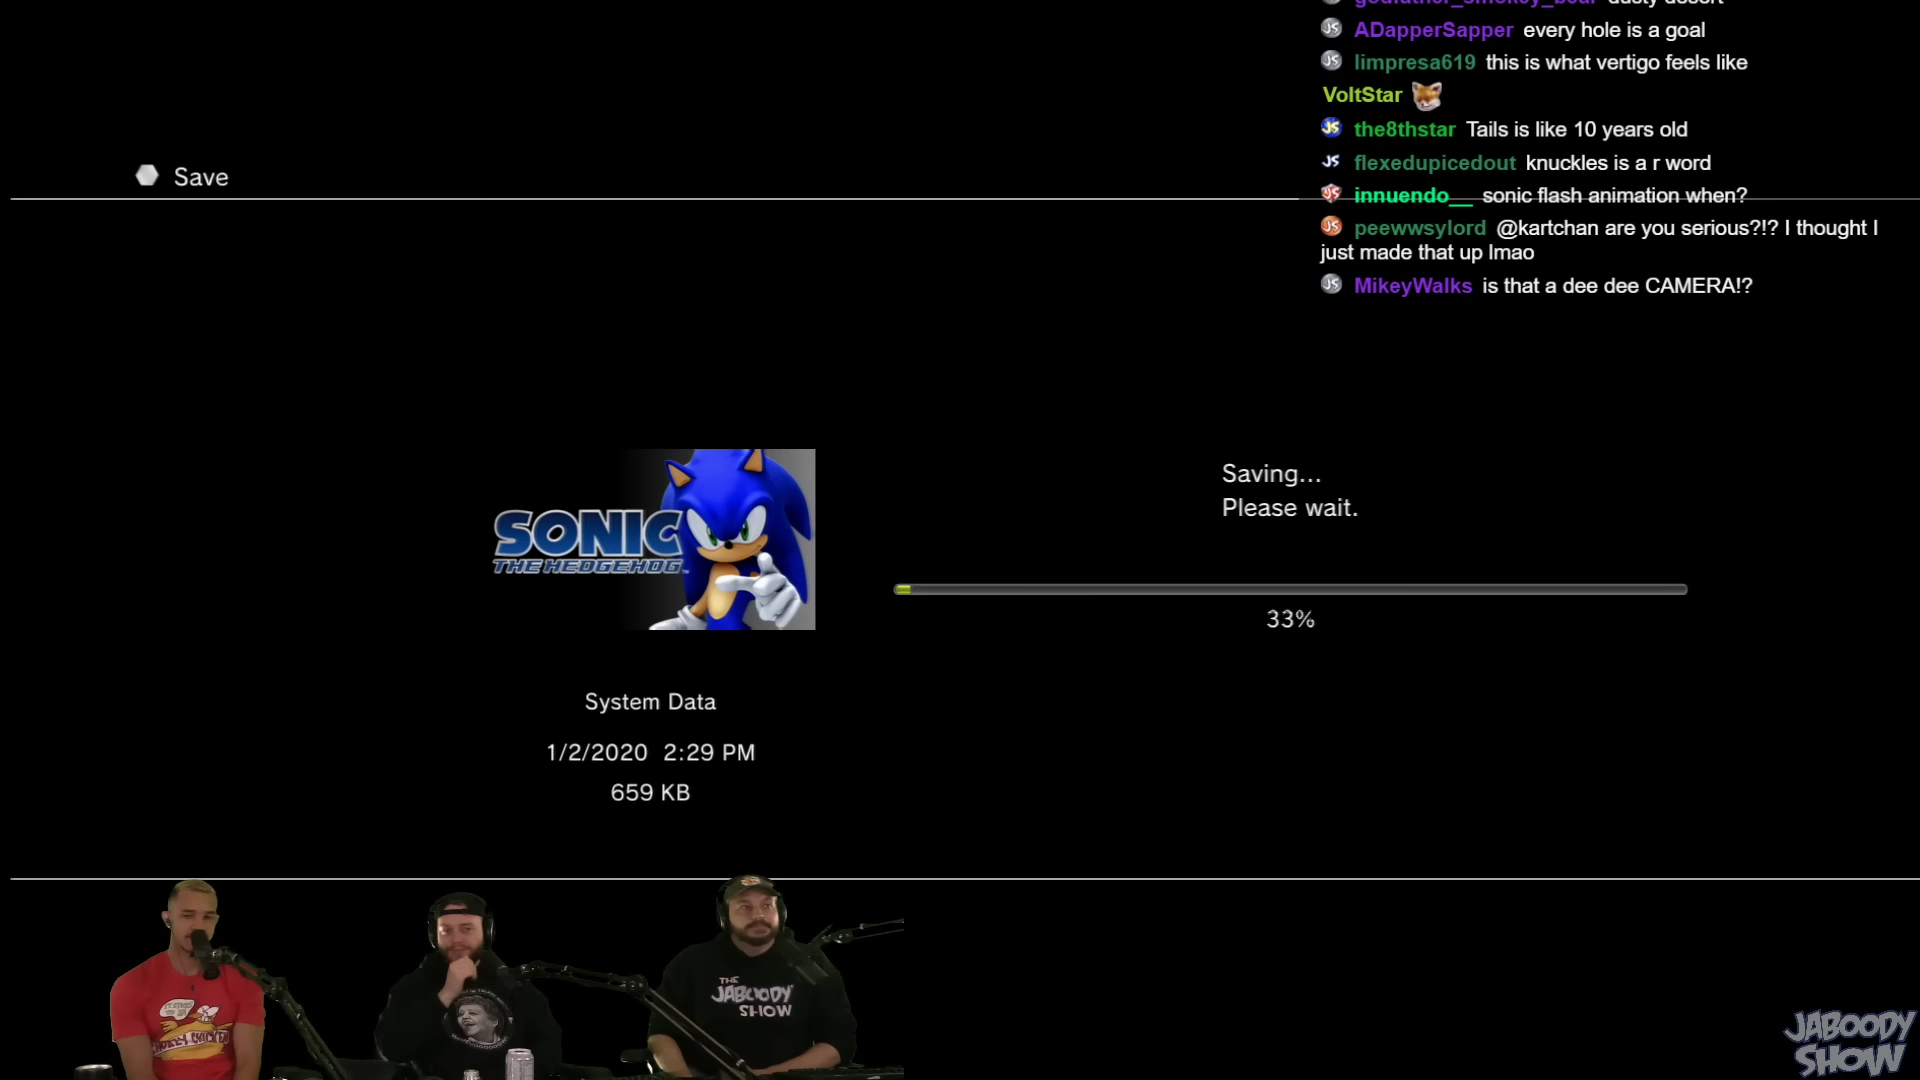 ADapperSapper every hole is a goal
limpresa619 this is what vertigo feels like
VoltStar
the8thstar Tails is like 10 years old
flexedupicedout knuckles is a r word
innuendo__ sonic flash animation when?
peewwsylord @kartchan are you serious?!? I thought I
just made that up lmao
MikeyWalks is that a dee dee CAMERA!?
Save
SONIC
THE HEDGEHOG
Saving...
Please wait.
33%
System Data
1/2/2020 2:29 PM
659 KB
THE
JABOODY
SHOW
JABOODY
SHOW